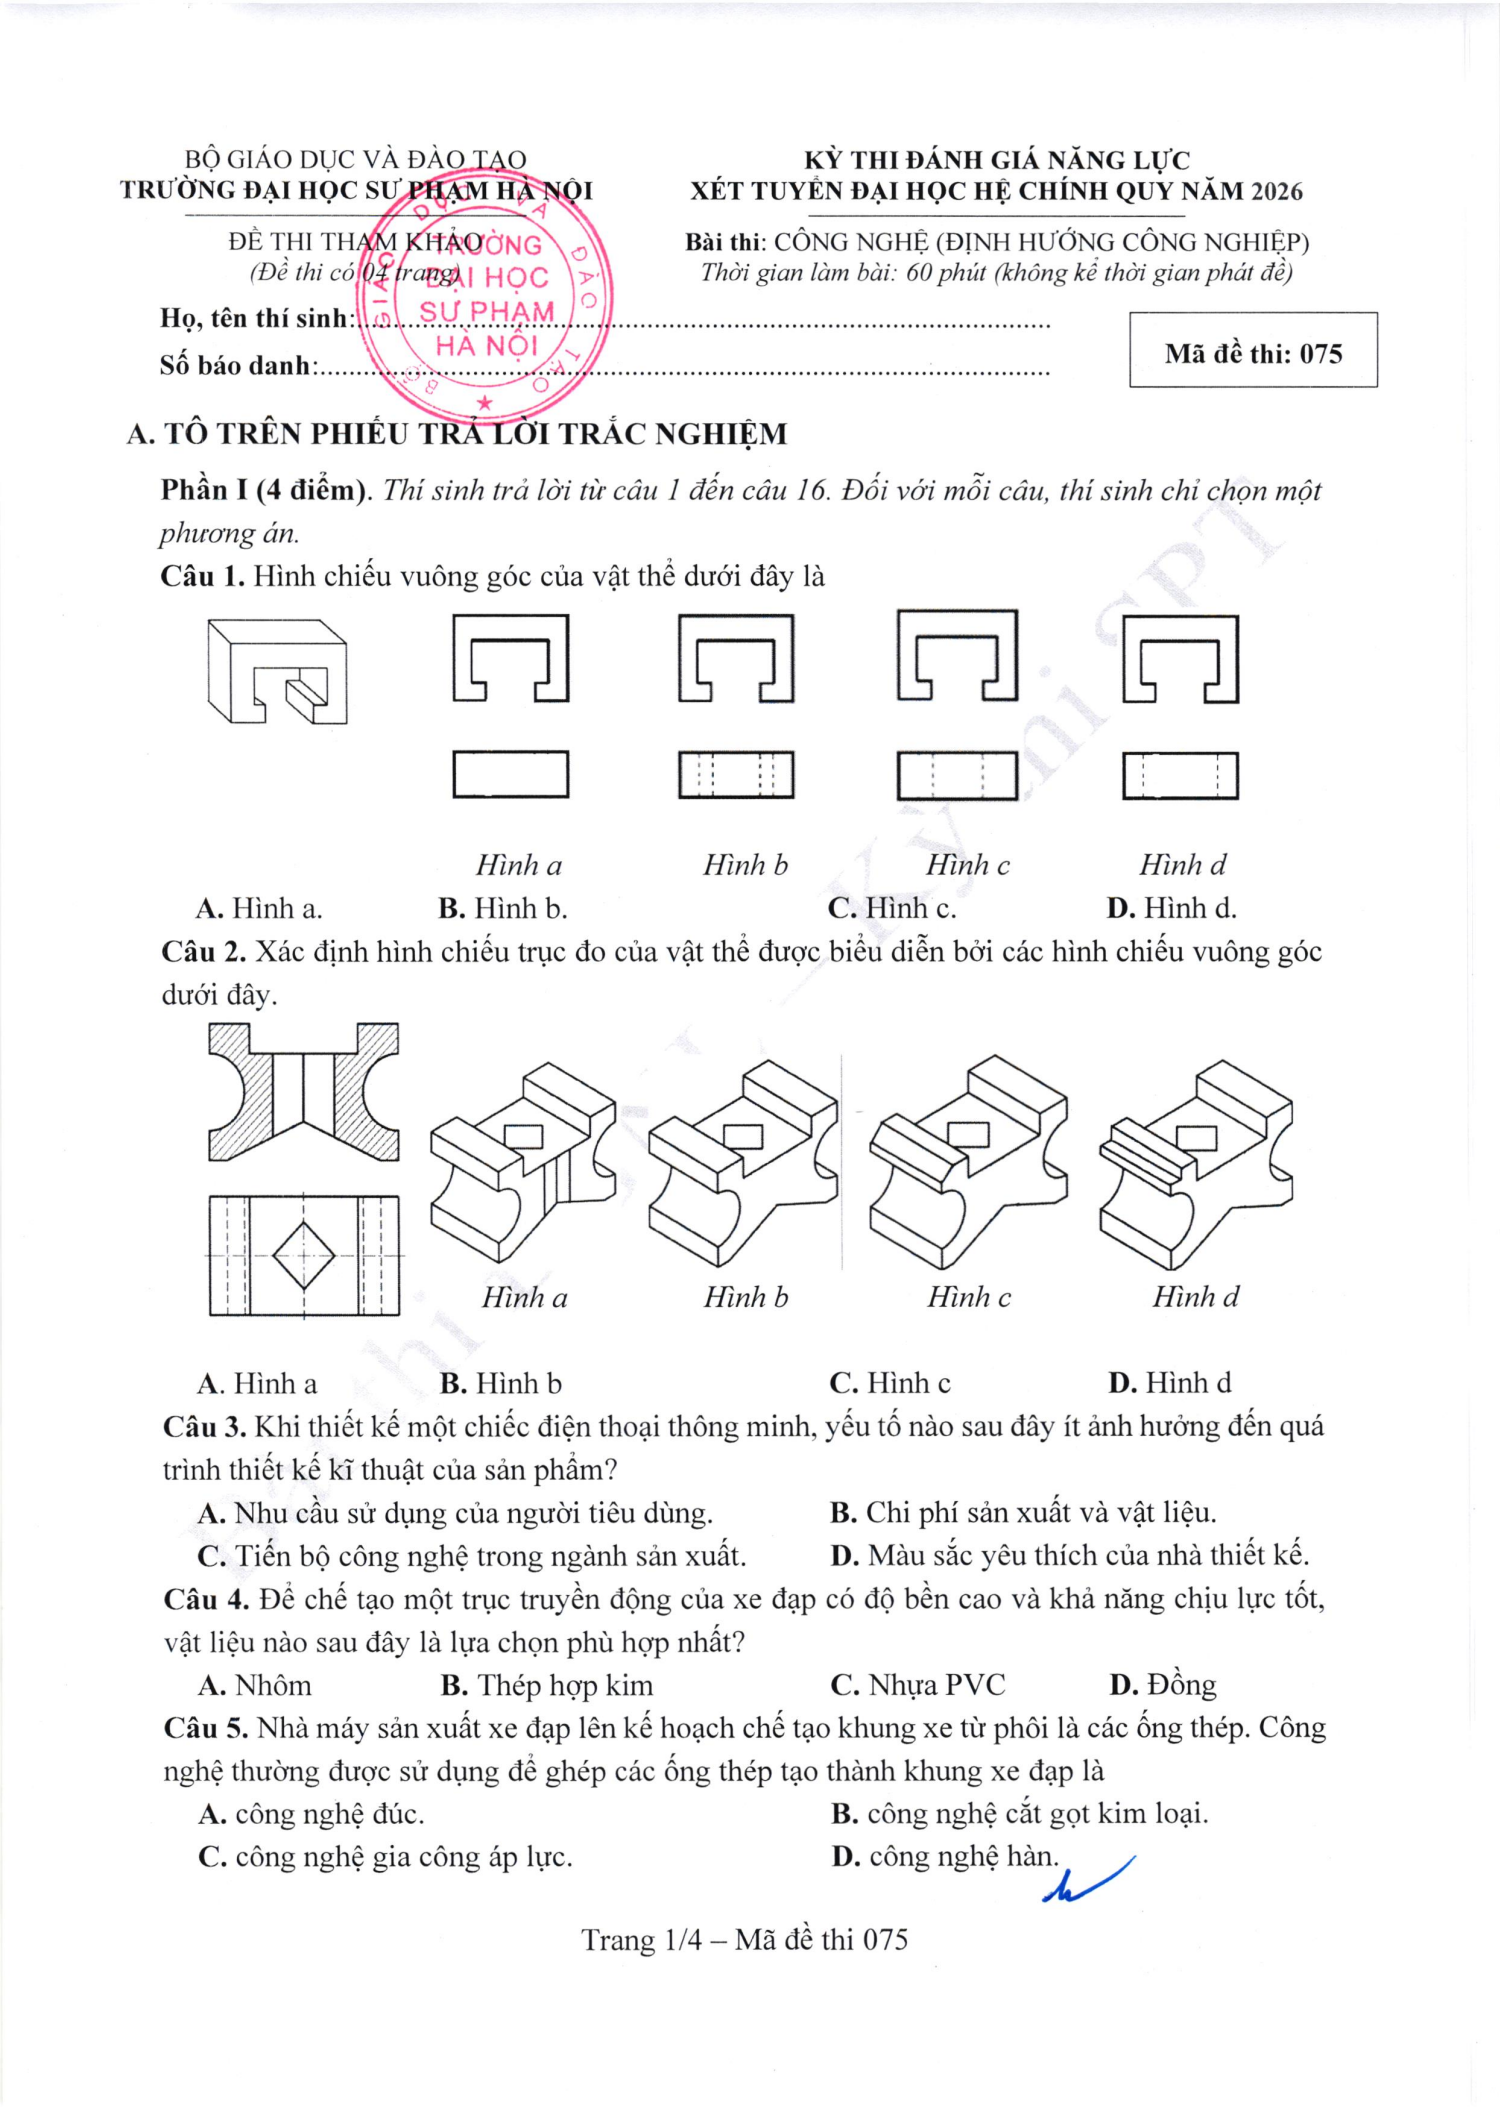 BỘ GIÁO DỤC VÀ ĐÀO TẠO
TRƯỜNG ĐẠI HỌC SƯ PHẠM HÀ NỘI
ĐỀ THI THAM KHẢO
(Đề thi có 04 trang)
KỲ THI ĐÁNH GIÁ NĂNG LỰC
XÉT TUYỂN ĐẠI HỌC HỆ CHÍNH QUY NĂM 2026
Bài thi: CÔNG NGHỆ (ĐỊNH HƯỚNG CÔNG NGHIỆP)
Thời gian làm bài: 60 phút (không kể thời gian phát đề)
BỘ GIÁO DỤC VÀ ĐÀO TẠO
TRƯỜNG
ĐẠI HỌC
SƯ PHẠM
HÀ NỘI
Họ, tên thí sinh:
Số báo danh:
Mã đề thi: 075
A. TÔ TRÊN PHIẾU TRẢ LỜI TRẮC NGHIỆM
Phần I (4 điểm). Thí sinh trả lời từ câu 1 đến câu 16. Đối với mỗi câu, thí sinh chỉ chọn một
phương án.
Câu 1. Hình chiếu vuông góc của vật thể dưới đây là
Hình a Hình b Hình c Hình d
A. Hình a. B. Hình b. C. Hình c. D. Hình d.
Câu 2. Xác định hình chiếu trục đo của vật thể được biểu diễn bởi các hình chiếu vuông góc
dưới đây.
Hình a Hình b Hình c Hình d
A. Hình a B. Hình b C. Hình c D. Hình d
Câu 3. Khi thiết kế một chiếc điện thoại thông minh, yếu tố nào sau đây ít ảnh hưởng đến quá
trình thiết kế kĩ thuật của sản phẩm?
A. Nhu cầu sử dụng của người tiêu dùng. B. Chi phí sản xuất và vật liệu.
C. Tiến bộ công nghệ trong ngành sản xuất. D. Màu sắc yêu thích của nhà thiết kế.
Câu 4. Để chế tạo một trục truyền động của xe đạp có độ bền cao và khả năng chịu lực tốt,
vật liệu nào sau đây là lựa chọn phù hợp nhất?
A. Nhôm B. Thép hợp kim C. Nhựa PVC D. Đồng
Câu 5. Nhà máy sản xuất xe đạp lên kế hoạch chế tạo khung xe từ phôi là các ống thép. Công
nghệ thường được sử dụng để ghép các ống thép tạo thành khung xe đạp là
A. công nghệ đúc. B. công nghệ cắt gọt kim loại.
C. công nghệ gia công áp lực. D. công nghệ hàn.
Trang 1/4 – Mã đề thi 075